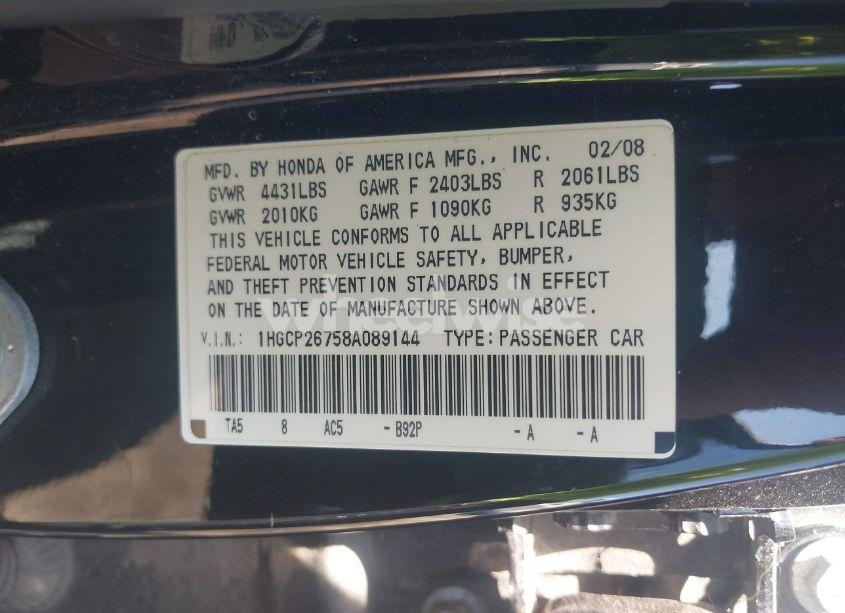 MFD. BY HONDA OF AMERICA MFG., INC. 02/08
GVWR 4431LBS GAWR F 2403LBS R 2061LBS
GVWR 2010KG GAWR F 1090KG R 935KG
THIS VEHICLE CONFORMS TO ALL APPLICABLE
FEDERAL MOTOR VEHICLE SAFETY, BUMPER,
AND THEFT PREVENTION STANDARDS IN EFFECT
ON THE DATE OF MANUFACTURE SHOWN ABOVE.
wheelwise
V.I.N.: 1HGCP26758A089144 TYPE: PASSENGER CAR
TA5 8 AC5 - B92P - A - A